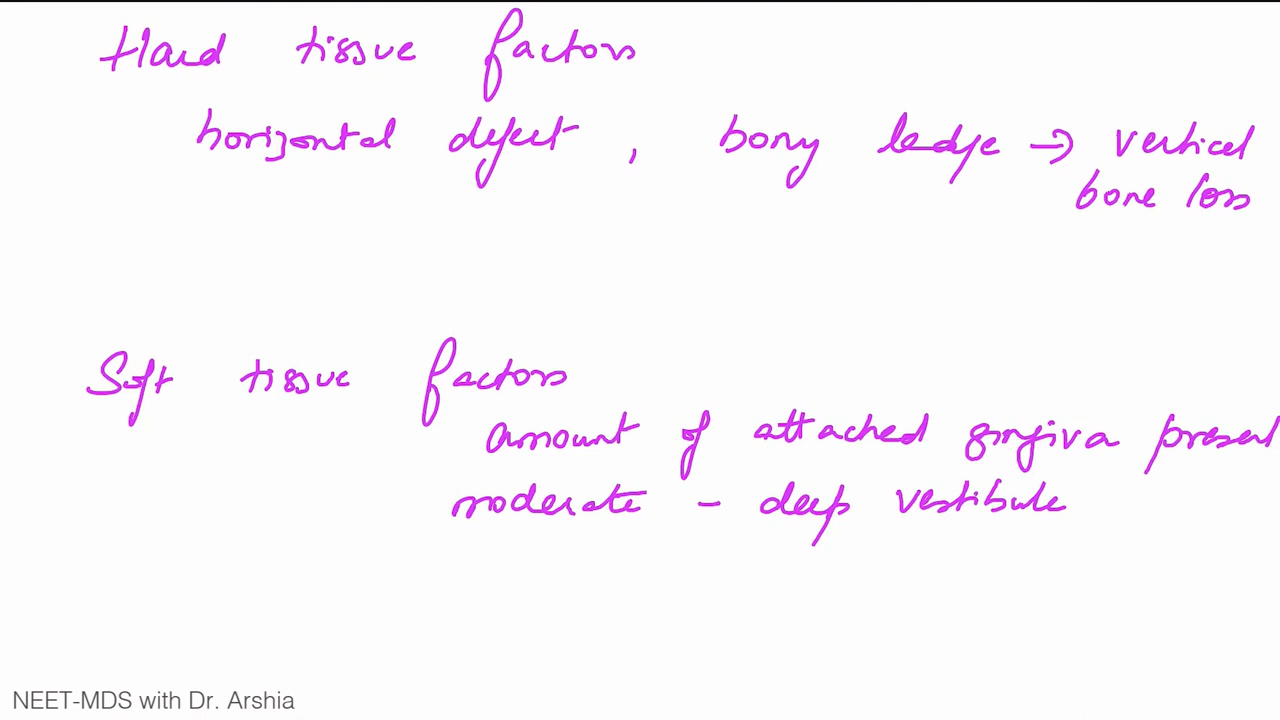 Hard tissue factors
horizontal defect, bony ledge → vertical
bone loss
Soft tissue factors
amount of attached gingiva present
moderate - deep vestibule
NEET-MDS with Dr. Arshia